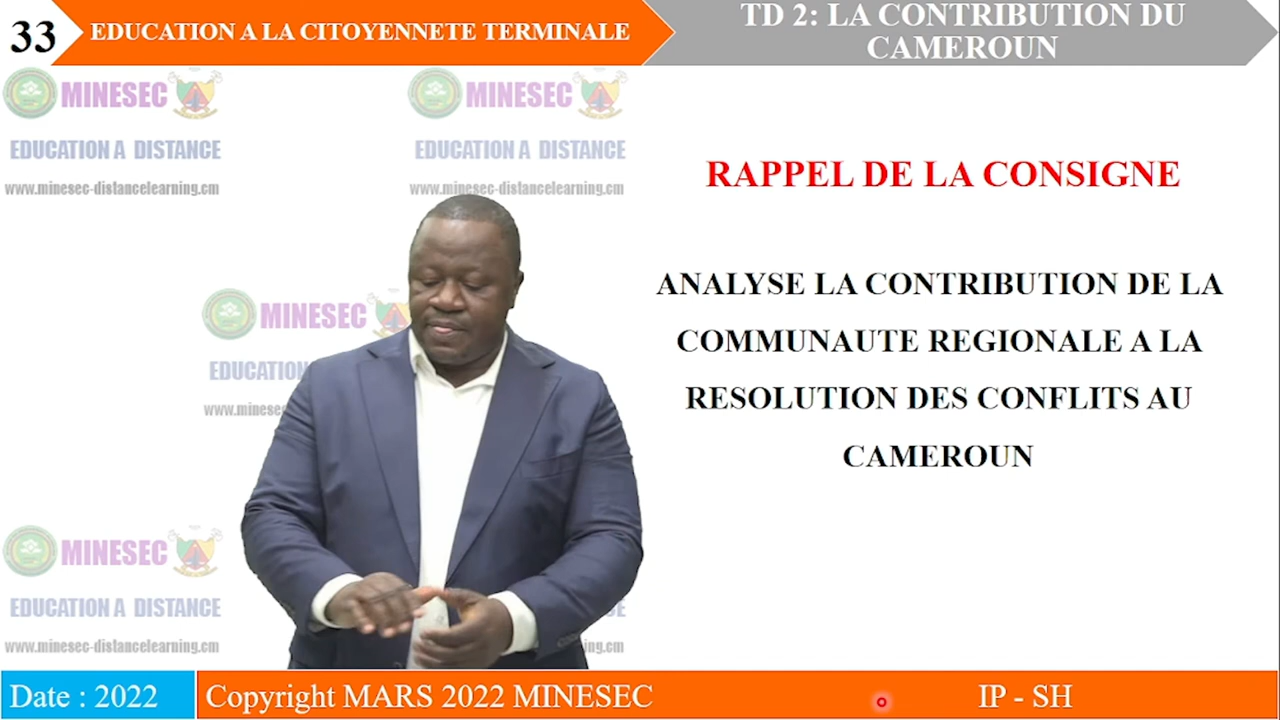 33
EDUCATION A LA CITOYENNETE TERMINALE
TD 2: LA CONTRIBUTION DU
CAMEROUN
MINESEC
EDUCATION A DISTANCE
www.minesec-distancelearning.cm
MINESEC
EDUCATION A DISTANCE
www.minesec-distancelearning.cm
RAPPEL DE LA CONSIGNE
ANALYSE LA CONTRIBUTION DE LA
COMMUNAUTE REGIONALE A LA
RESOLUTION DES CONFLITS AU
CAMEROUN
MINESEC
EDUCATION
www.minesec
MINESEC
EDUCATION A DISTANCE
www.minesec-distancelearning.cm
Date : 2022
Copyright MARS 2022 MINESEC
IP - SH